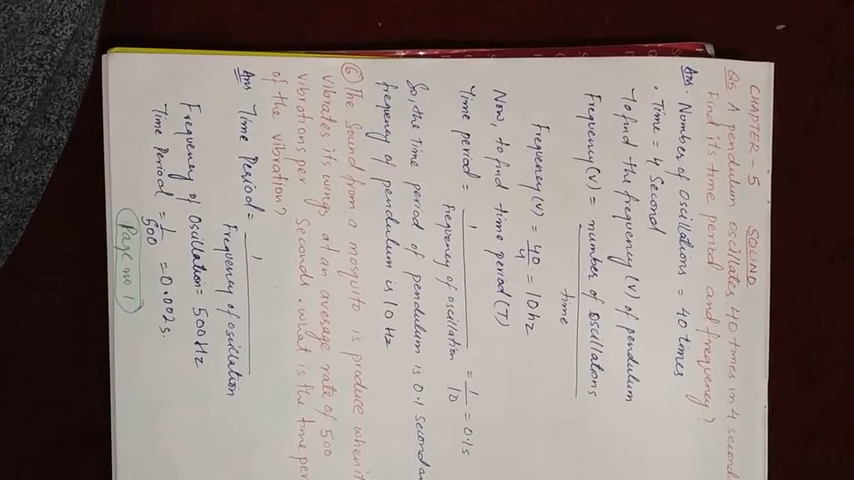 CHAPTER - 5 SOUND
Q5 A pendulum oscillates 40 times in 4 second
Find its time period and frequency?
Ans. Number of Oscillations = 40 times
. Time = 4 Second
To find the frequency (V) of pendulum
Frequency (V) = number of oscillations
time
Frequency (V) = 40/4 = 10hz
Now, to find time period (T)
Time period = 1 / Frequency of oscillation = 1/10 = 0.1s
So, the time period of pendulum is 0.1 second an
frequency of pendulum is 10 Hz
⑥ The Sound from a mosquito is produce when it
vibrates its wings at an average rate of 500
vibrations per Seconds. what is the time per
of the vibration?
Ans Time Period = 1
Frequency of oscillation
Frequency of Oscillation = 500 Hz
Time Period = 1/500 = 0.002 s.
Page no 1